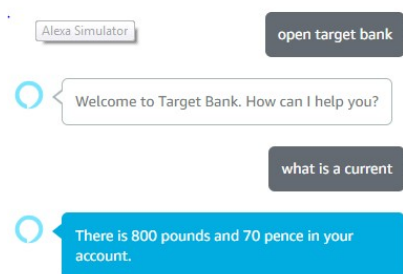 Alexa Simulator
open target bank
Welcome to Target Bank. How can I help you?
what is a current
There is 800 pounds and 70 pence in your
account.